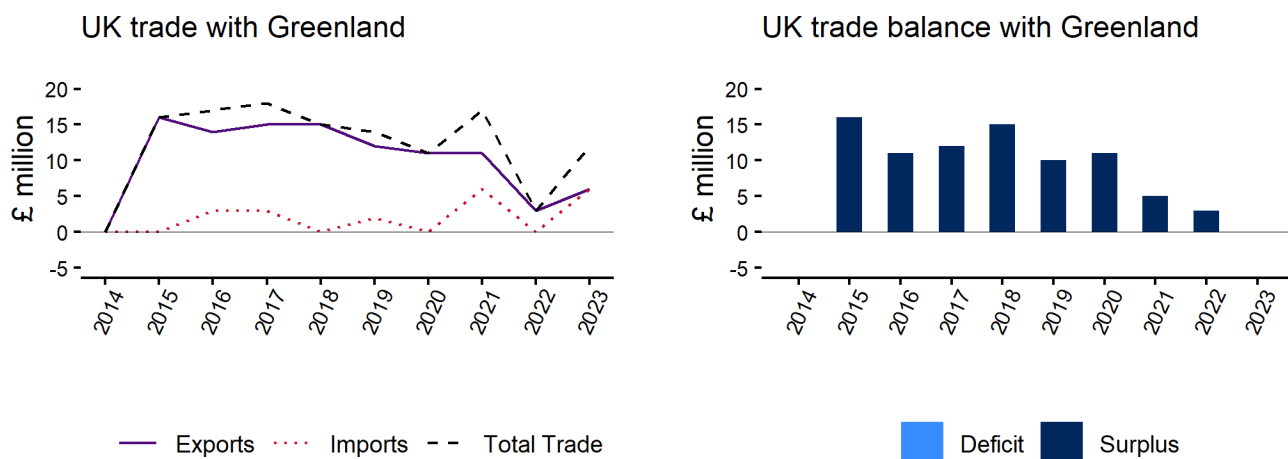 UK trade with Greenland
£ million
20
15
10
5
0
-5
2014 2015 2016 2017 2018 2019 2020 2021 2022 2023
Exports Imports Total Trade
UK trade balance with Greenland
£ million
20
15
10
5
0
-5
2014 2015 2016 2017 2018 2019 2020 2021 2022 2023
Deficit Surplus